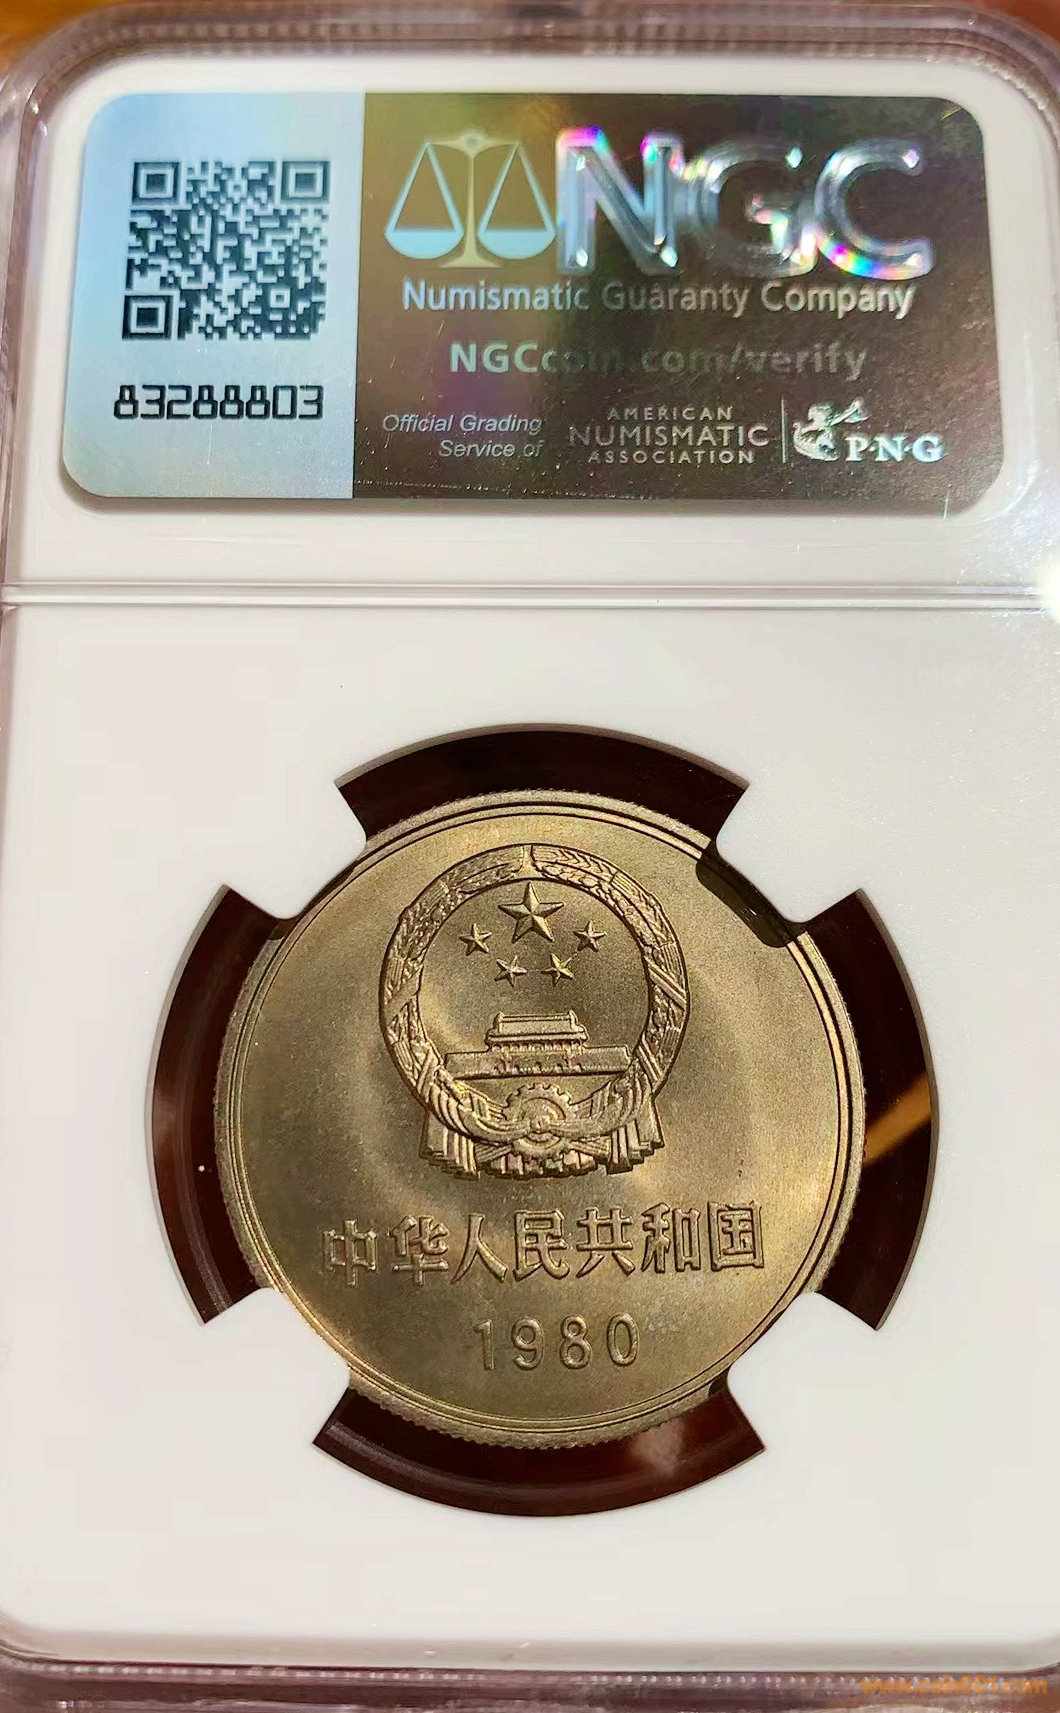 NGC
Numismatic Guaranty Company
NGCcoin.com/verify
83288803
Official Grading
Service of
AMERICAN
NUMISMATIC
ASSOCIATION
P·N·G
中华人民共和国
1980